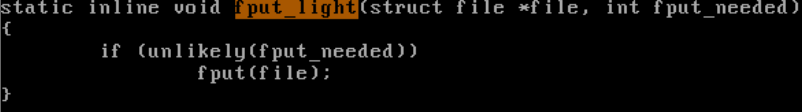 static inline void fput_light(struct file *file, int fput_needed)
{
        if (unlikely(fput_needed))
                fput(file);
}